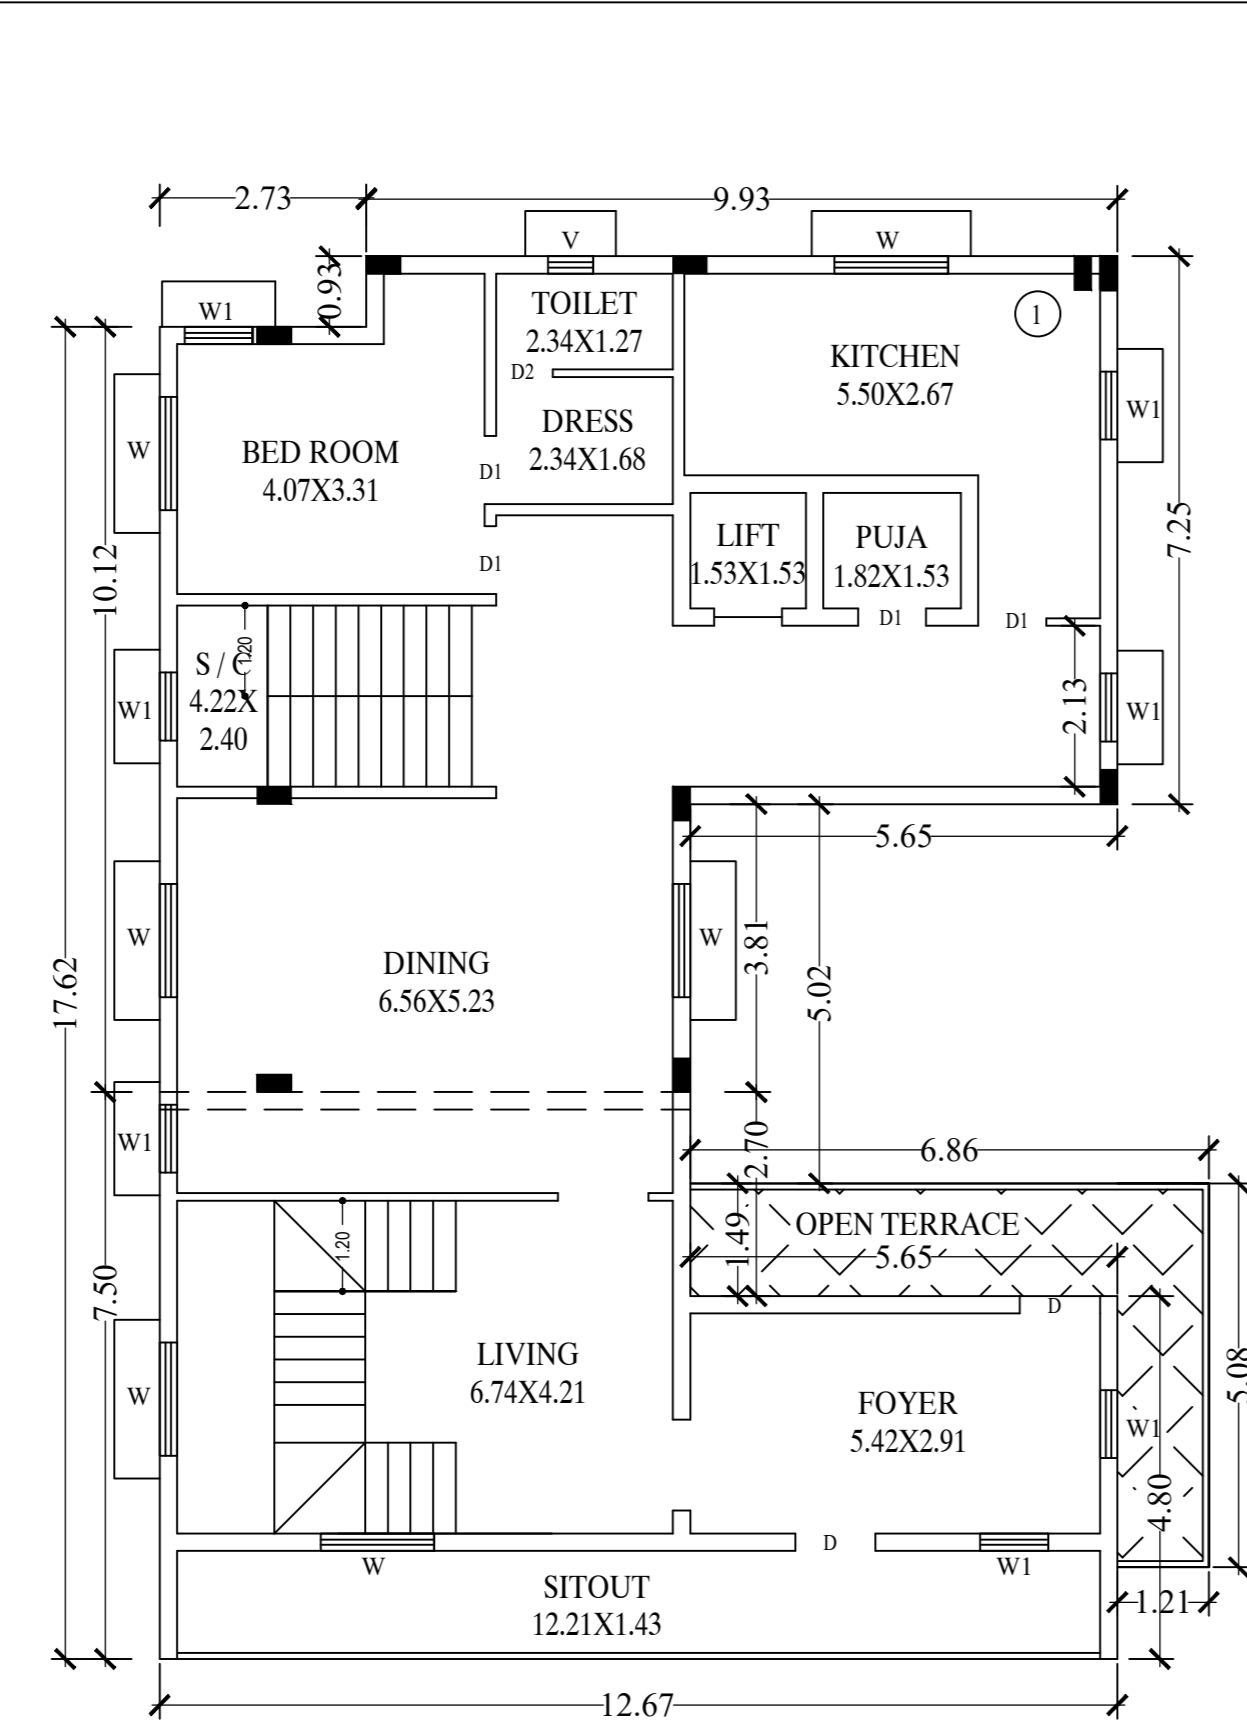 2.73
9.93
V
W
0.93
W1
TOILET
2.34X1.27
1
D2
KITCHEN
5.50X2.67
W1
DRESS
2.34X1.68
W
BED ROOM
4.07X3.31
D1
7.25
10.12
LIFT
1.53X1.53
PUJA
1.82X1.53
D1
D1
D1
1.20
S / C
4.22X
2.40
W1
2.13
W1
5.65
W
W
3.81
DINING
6.56X5.23
5.02
17.62
W1
2.70
6.86
1.49
OPEN TERRACE
5.65
1.20
7.50
D
LIVING
6.74X4.21
W
FOYER
5.42X2.91
W1
5.08
4.80
D
W
W1
SITOUT
12.21X1.43
1.21
12.67